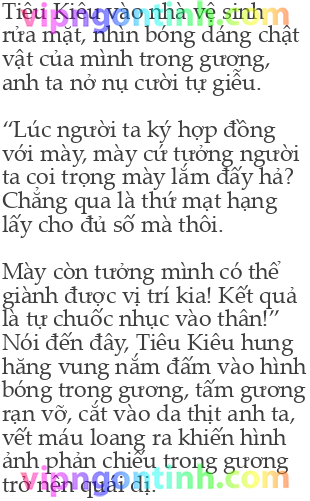 vipngontinh.com
Tiêu Kiêu vào nhà vệ sinh
rửa mặt, nhìn bóng dáng chật
vật của mình trong gương,
anh ta nở nụ cười tự giễu.
“Lúc người ta ký hợp đồng
với mày, mày cứ tưởng người
ta coi trọng mày lắm đấy hả?
Chẳng qua là thứ mạt hạng
lấy cho đủ số mà thôi.
Mày còn tưởng mình có thể
giành được vị trí kia! Kết quả
là tự chuốc nhục vào thân!”
Nói đến đây, Tiêu Kiêu hung
hăng vung nắm đấm vào hình
bóng trong gương, tấm gương
rạn vỡ, cắt vào da thịt anh ta,
vết máu loang ra khiến hình
ảnh phản chiếu trong gương
trở nên quái dị.
vipngontinh.com